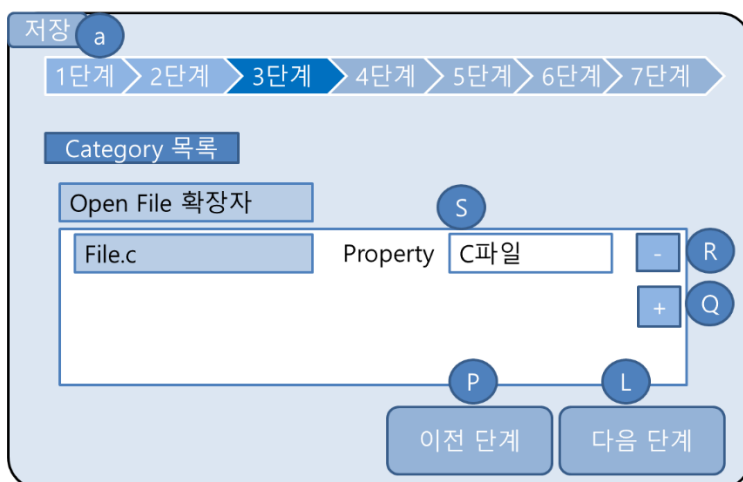 저장 a
1단계 2단계 3단계 4단계 5단계 6단계 7단계
Category 목록
Open File 확장자
S
File.c Property C파일 - R
+ Q
P L
이전 단계 다음 단계